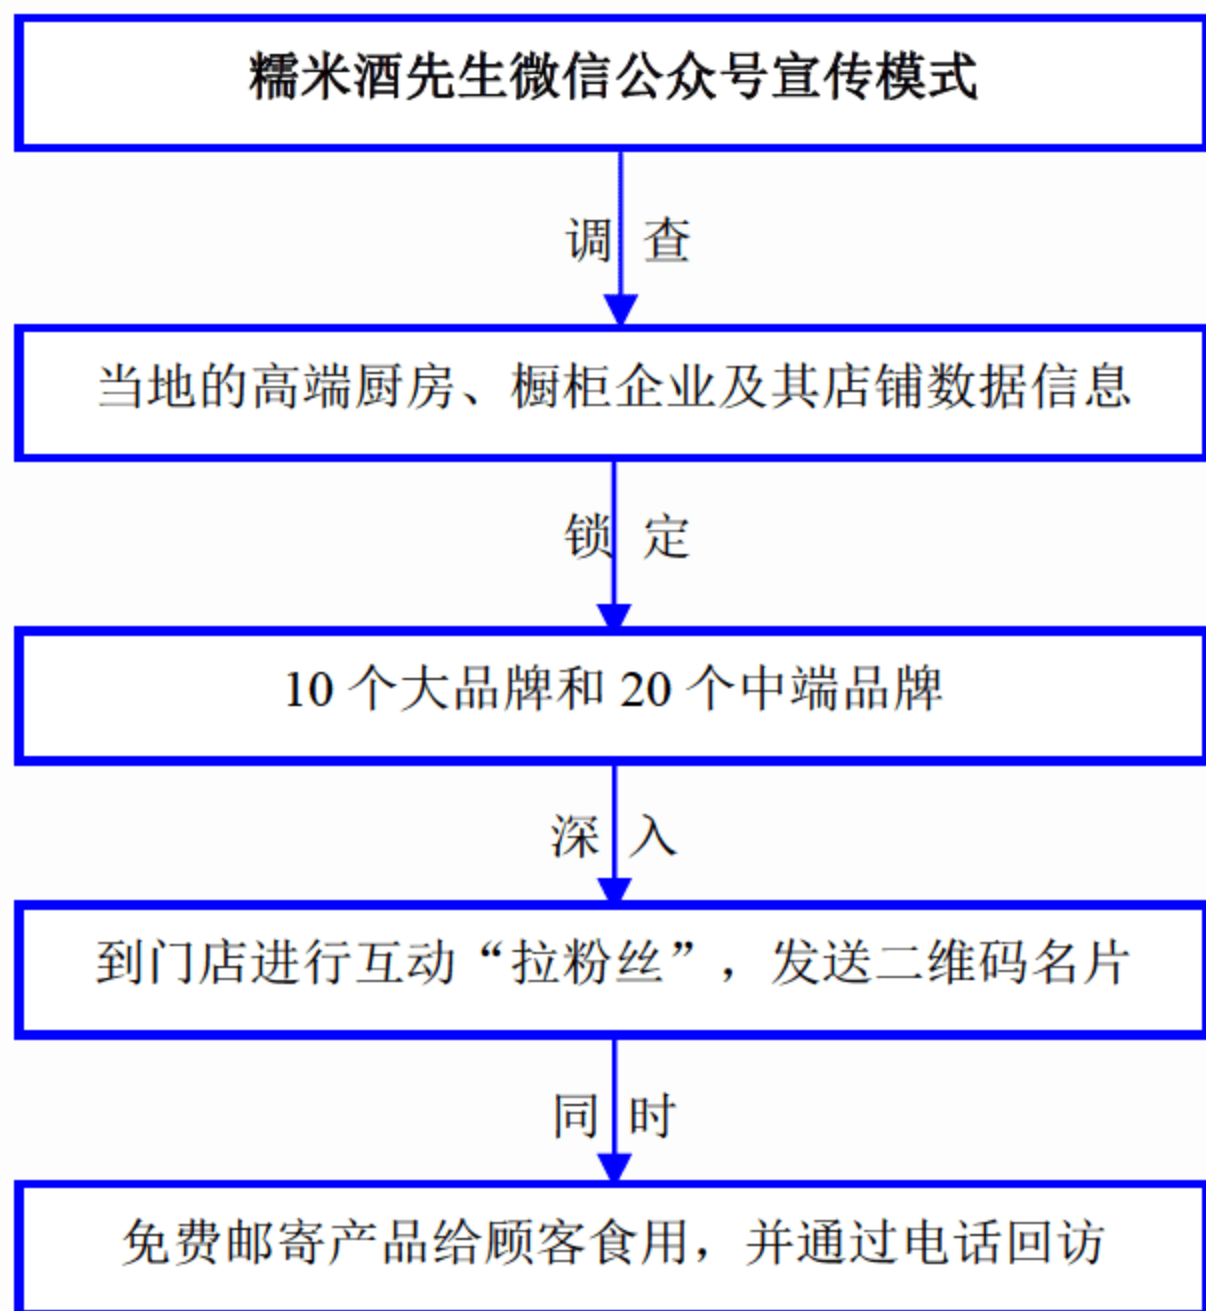 糯米酒先生微信公众号宣传模式
调 查
当地的高端厨房、橱柜企业及其店铺数据信息
锁 定
10 个大品牌和 20 个中端品牌
深 入
到门店进行互动“拉粉丝”，发送二维码名片
同 时
免费邮寄产品给顾客食用，并通过电话回访